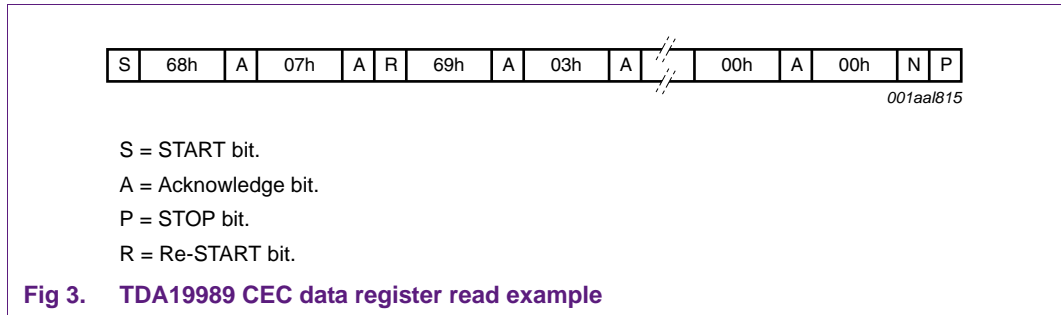 S 68h A 07h A R 69h A 03h A 00h A 00h N P
001aal815
S = START bit.
A = Acknowledge bit.
P = STOP bit.
R = Re-START bit.
Fig 3. TDA19989 CEC data register read example